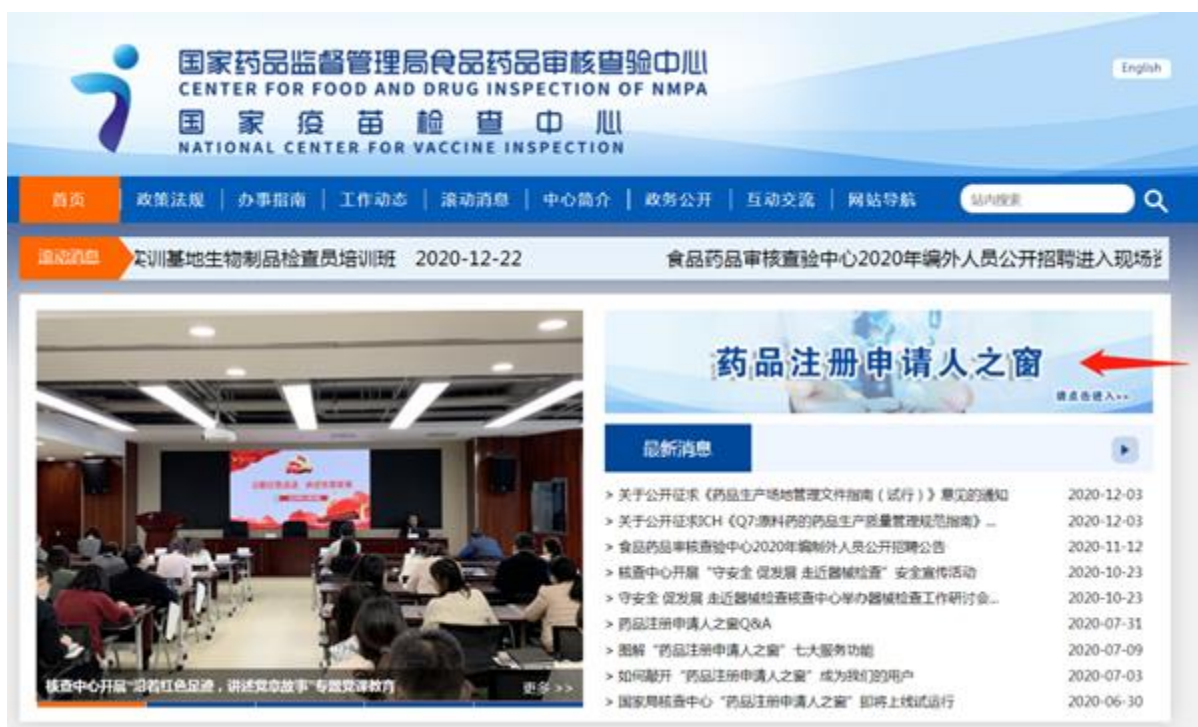 国家药品监督管理局食品药品审核查验中心
CENTER FOR FOOD AND DRUG INSPECTION OF NMPA
国家疫苗检查中心
NATIONAL CENTER FOR VACCINE INSPECTION
English
首页 | 政策法规 | 办事指南 | 工作动态 | 滚动消息 | 中心简介 | 政务公开 | 互动交流 | 网站导航
站内搜索
滚动消息
实训基地生物制品检查员培训班 2020-12-22
食品药品审核查验中心2020年编外人员公开招聘进入现场资
药品注册申请人之窗
请点击进入>>
最新消息
> 关于公开征求《药品生产场地管理文件指南（试行）》意见的通知 2020-12-03
> 关于公开征求ICH《Q7:原料药的药品生产质量管理规范指南》... 2020-12-03
> 食品药品审核查验中心2020年编制外人员公开招聘公告 2020-11-12
> 核查中心开展“守安全 促发展 走近器械检查”安全宣传活动 2020-10-23
> 守安全 促发展 走近器械检查核查中心举办器械检查工作研讨会... 2020-10-23
> 药品注册申请人之窗Q&A 2020-07-31
> 图解“药品注册申请人之窗”七大服务功能 2020-07-09
> 如何敲开“药品注册申请人之窗”成为我们的用户 2020-07-03
> 国家局核查中心“药品注册申请人之窗”即将上线试运行 2020-06-30
核查中心开展“沿着红色足迹，讲述党章故事”专题党课教育
更多 >>